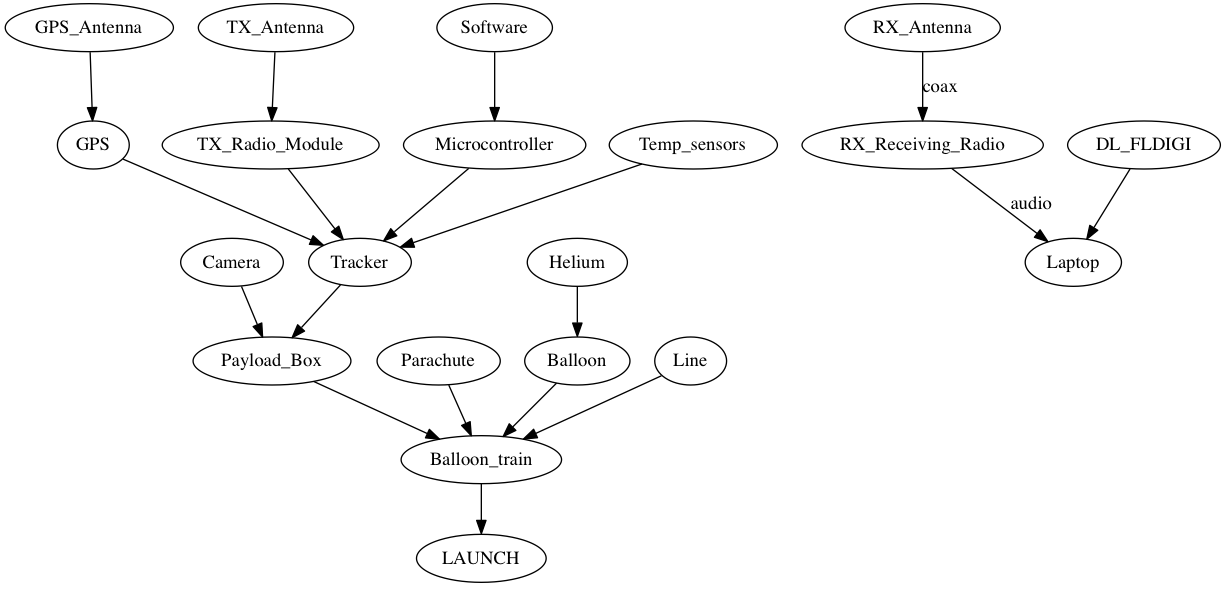 GPS_Antenna
TX_Antenna
Software
RX_Antenna
coax
GPS
TX_Radio_Module
Microcontroller
Temp_sensors
RX_Receiving_Radio
DL_FLDIGI
audio
Camera
Tracker
Helium
Laptop
Payload_Box
Parachute
Balloon
Line
Balloon_train
LAUNCH